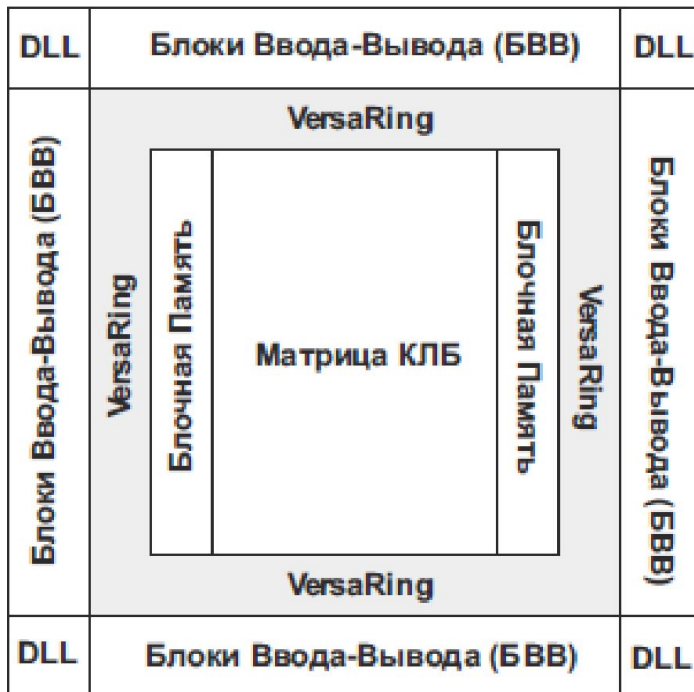 DLL
Блоки Ввода-Вывода (БВВ)
DLL
VersaRing
Блоки Ввода-Вывода (БВВ)
VersaRing
Блочная Память
Матрица КЛБ
Блочная Память
VersaRing
Блоки Ввода-Вывода (БВВ)
VersaRing
DLL
Блоки Ввода-Вывода (БВВ)
DLL